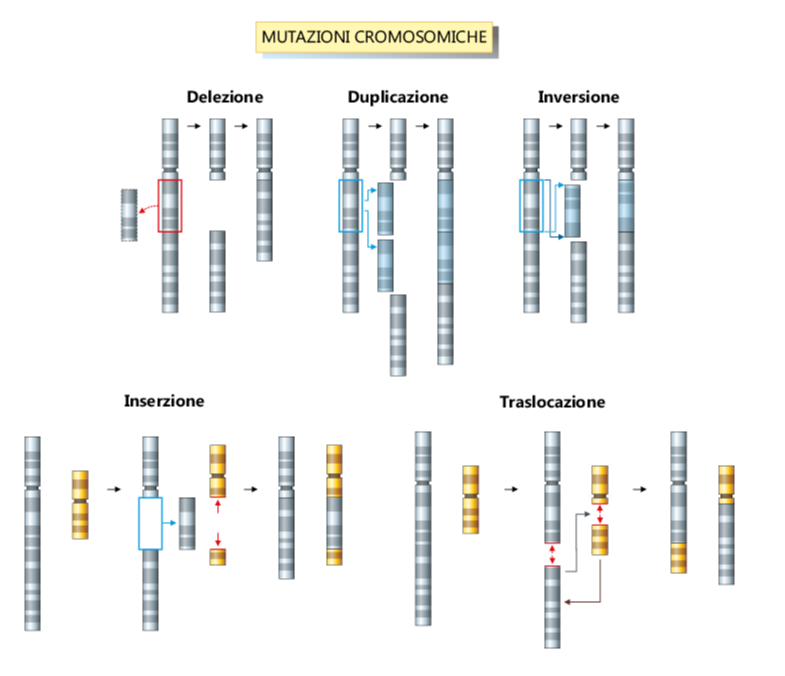 MUTAZIONI CROMOSOMICHE
Delezione
Duplicazione
Inversione
Inserzione
Traslocazione